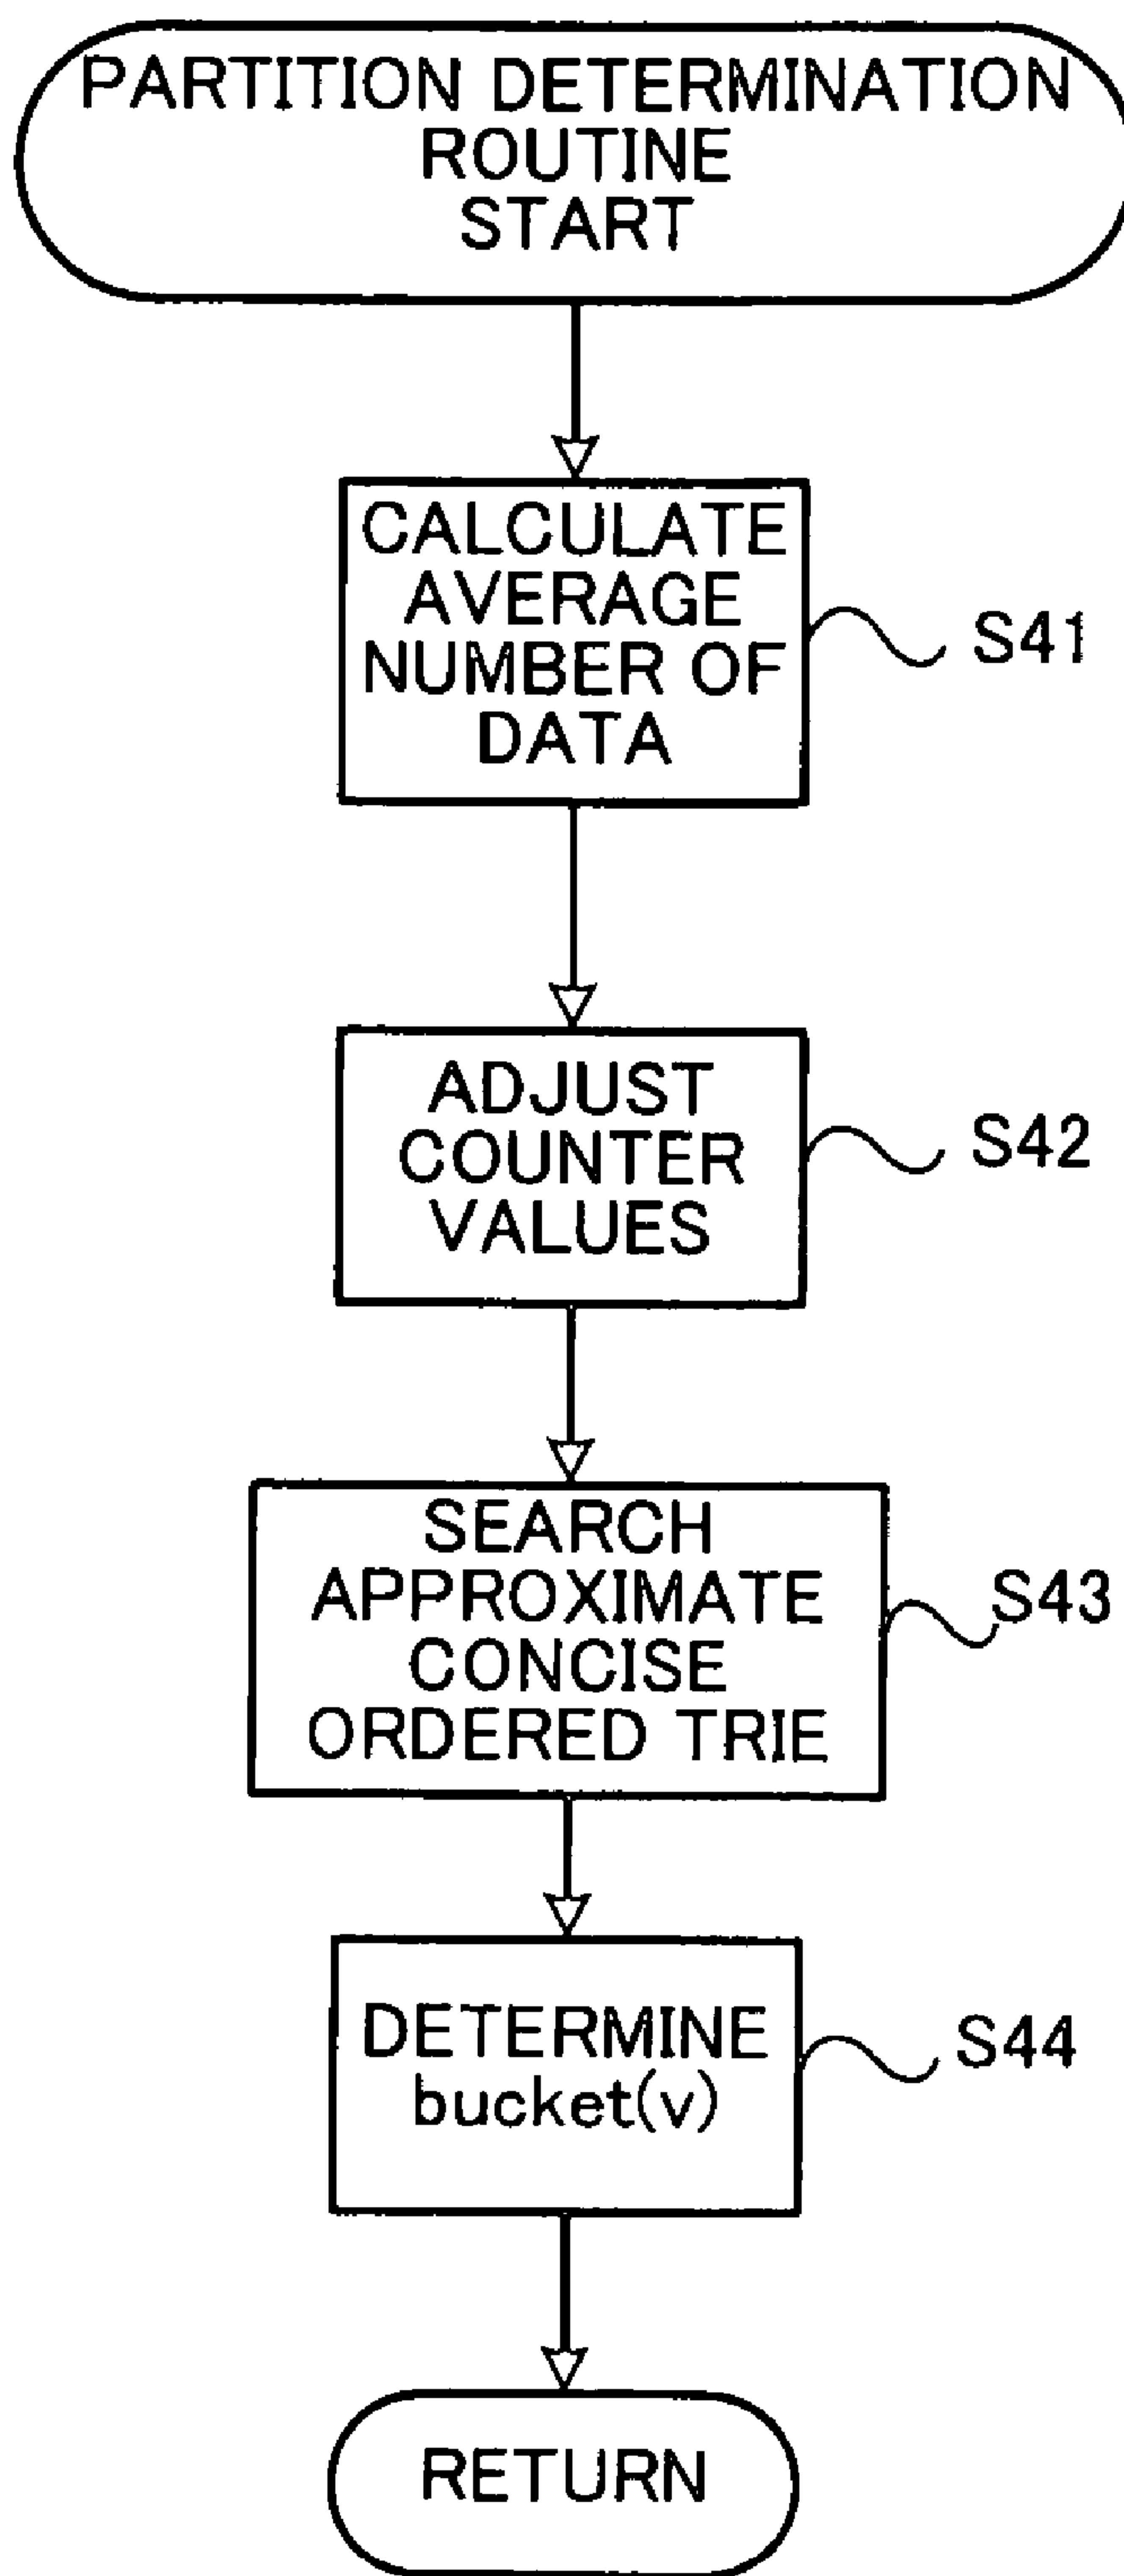 PARTITION DETERMINATION
ROUTINE
START
CALCULATE
AVERAGE
NUMBER OF
DATA
S41
ADJUST
COUNTER
VALUES
S42
SEARCH
APPROXIMATE
CONCISE
ORDERED TRIE
S43
DETERMINE
bucket(v)
S44
RETURN